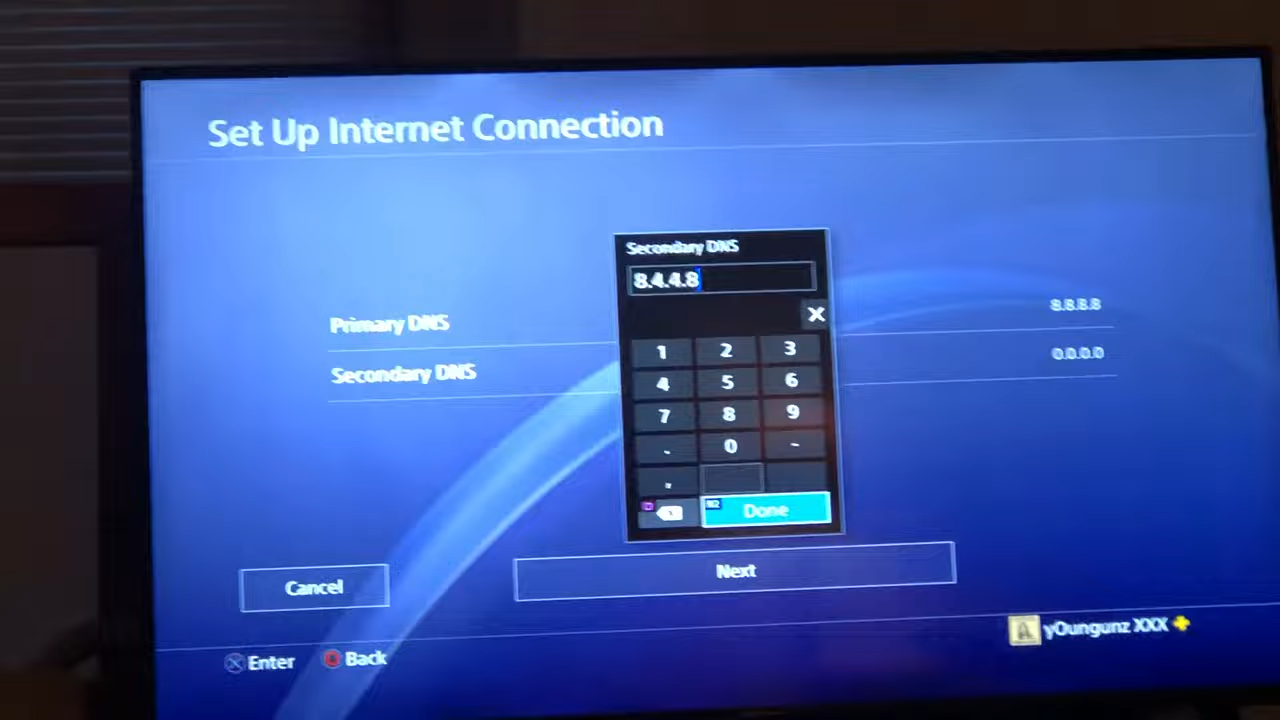 Set Up Internet Connection
Secondary DNS
8.4.4.8
Primary DNS
8.8.8.8
Secondary DNS
0.0.0.0
1 2 3
4 5 6
7 8 9
. 0 -
R2 Done
Cancel
Next
yOungunz XXX
Enter Back